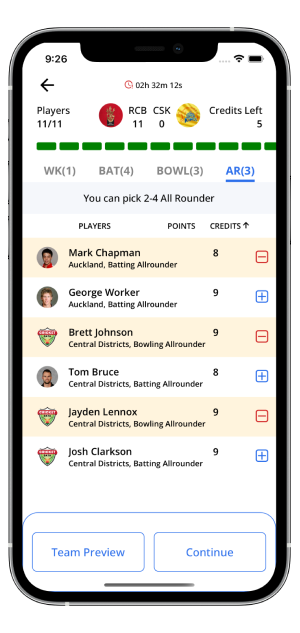 9:26
02h 32m 12s
Players RCB CSK Credits Left
11/11 11 0 5
WK(1) BAT(4) BOWL(3) AR(3)
You can pick 2-4 All Rounder
PLAYERS POINTS CREDITS ↑
Mark Chapman 8
Auckland, Batting Allrounder
George Worker 9
Auckland, Batting Allrounder
Brett Johnson 9
Central Districts, Bowling Allrounder
Tom Bruce 8
Central Districts, Batting Allrounder
Jayden Lennox 9
Central Districts, Bowling Allrounder
Josh Clarkson 9
Central Districts, Batting Allrounder
Team Preview Continue